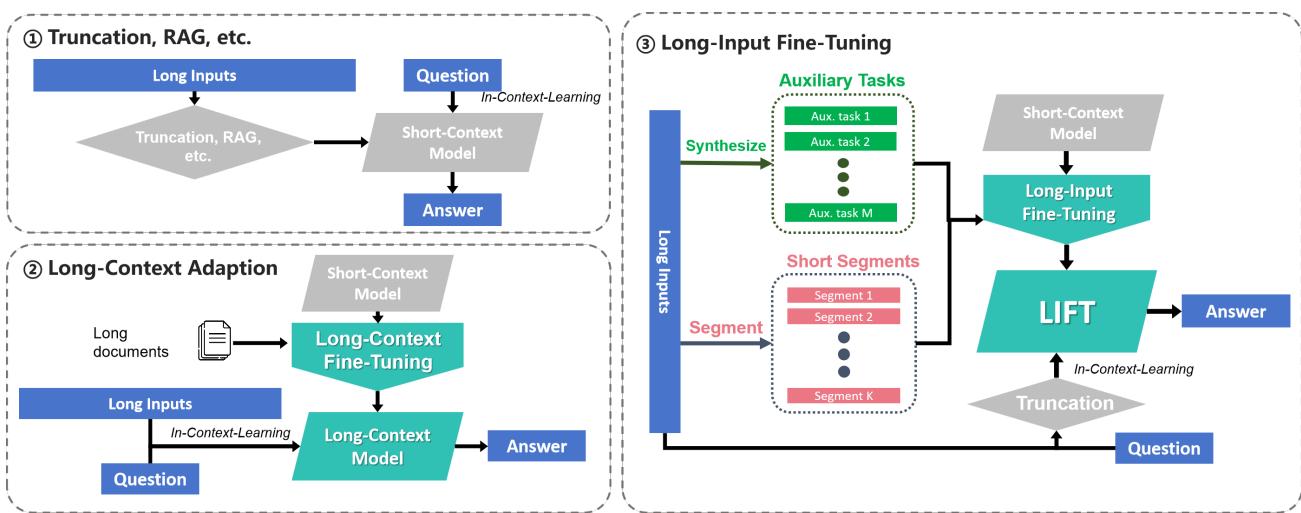 ① Truncation, RAG, etc.
Long Inputs
Question
In-Context-Learning
Truncation, RAG,
etc.
Short-Context
Model
Answer
② Long-Context Adaption
Short-Context
Model
Long
documents
Long-Context
Fine-Tuning
Long Inputs
In-Context-Learning
Question
Long-Context
Model
Answer
③ Long-Input Fine-Tuning
Long Inputs
Synthesize
Auxiliary Tasks
Aux. task 1
Aux. task 2
Aux. task M
Segment
Short Segments
Segment 1
Segment 2
Segment K
Short-Context
Model
Long-Input
Fine-Tuning
LIFT
Answer
In-Context-Learning
Truncation
Question